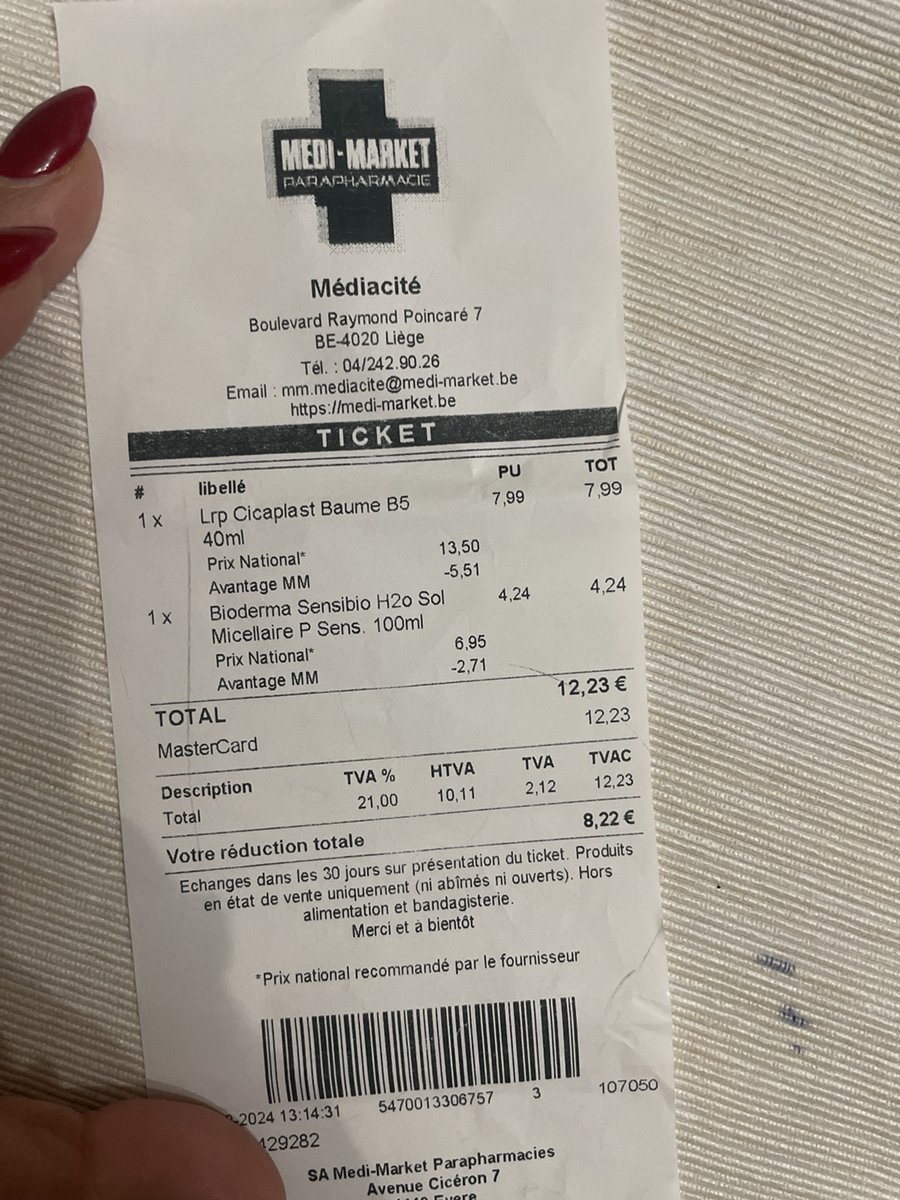 MEDI-MARKET
PARAPHARMACIE
Médiacité
Boulevard Raymond Poincaré 7
BE-4020 Liège
Tél. : 04/242.90.26
Email : mm.mediacite@medi-market.be
https://medi-market.be
TICKET
# libellé PU TOT
1 x Lrp Cicaplast Baume B5 7,99 7,99
40ml
Prix National* 13,50
Avantage MM -5,51
1 x Bioderma Sensibio H2o Sol 4,24 4,24
Micellaire P Sens. 100ml
Prix National* 6,95
Avantage MM -2,71
TOTAL 12,23 €
MasterCard 12,23
Description TVA % HTVA TVA TVAC
Total 21,00 10,11 2,12 12,23
Votre réduction totale 8,22 €
Echanges dans les 30 jours sur présentation du ticket. Produits
en état de vente uniquement (ni abîmés ni ouverts). Hors
alimentation et bandagisterie.
Merci et à bientôt
*Prix national recommandé par le fournisseur
-2024 13:14:31 5470013306757 3 107050
429282
SA Medi-Market Parapharmacies
Avenue Cicéron 7
Evere